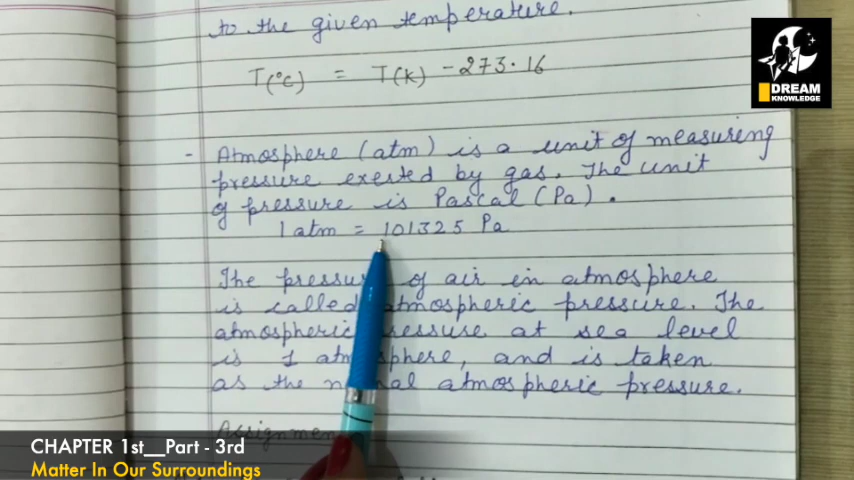 to the given temperature.
T(°C) = T(K) - 273.16
- Atmosphere (atm) is a unit of measuring
pressure exerted by gas. The unit
of pressure is Pascal (Pa).
1 atm = 101325 Pa
The pressure of air in atmosphere
is called atmospheric pressure. The
atmospheric pressure at sea level
is 1 atmosphere, and is taken
as the normal atmospheric pressure.
Assignmen
DREAM
KNOWLEDGE
CHAPTER 1st__Part - 3rd
Matter In Our Surroundings